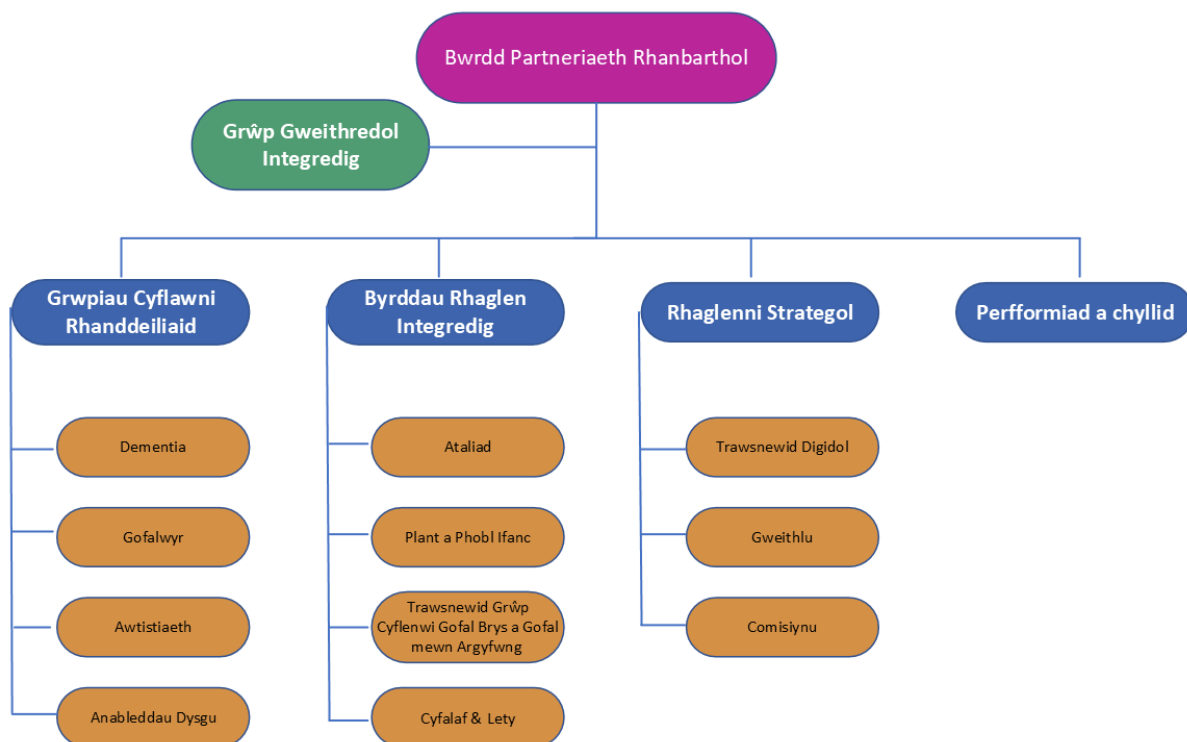 Bwrdd Partneriaeth Rhanbarthol
Grŵp Gweithredol
Integredig
Grwpiau Cyflawni
Rhanddeiliaid
Byrddau Rhaglen
Integredig
Rhaglenni Strategol
Perfformiad a chyllid
Dementia
Gofalwyr
Awtistiaeth
Anableddau Dysgu
Ataliad
Plant a Phobl Ifanc
Trawsnewid Grŵp
Cyflenwi Gofal Brys a Gofal
mewn Argyfwng
Cyfalaf & Lety
Trawsnewid Digidol
Gweithlu
Comisiynu